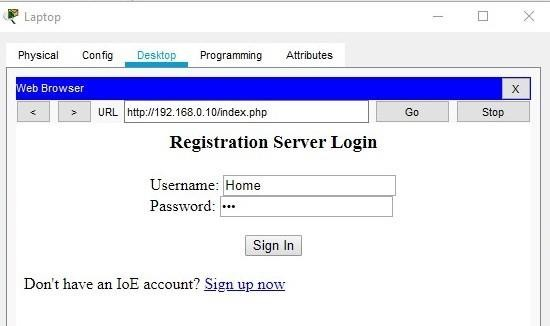 Laptop
Physical Config Desktop Programming Attributes
Web Browser X
< > URL http://192.168.0.10/index.php Go Stop
Registration Server Login
Username: Home
Password: •••
Sign In
Don't have an IoE account? Sign up now